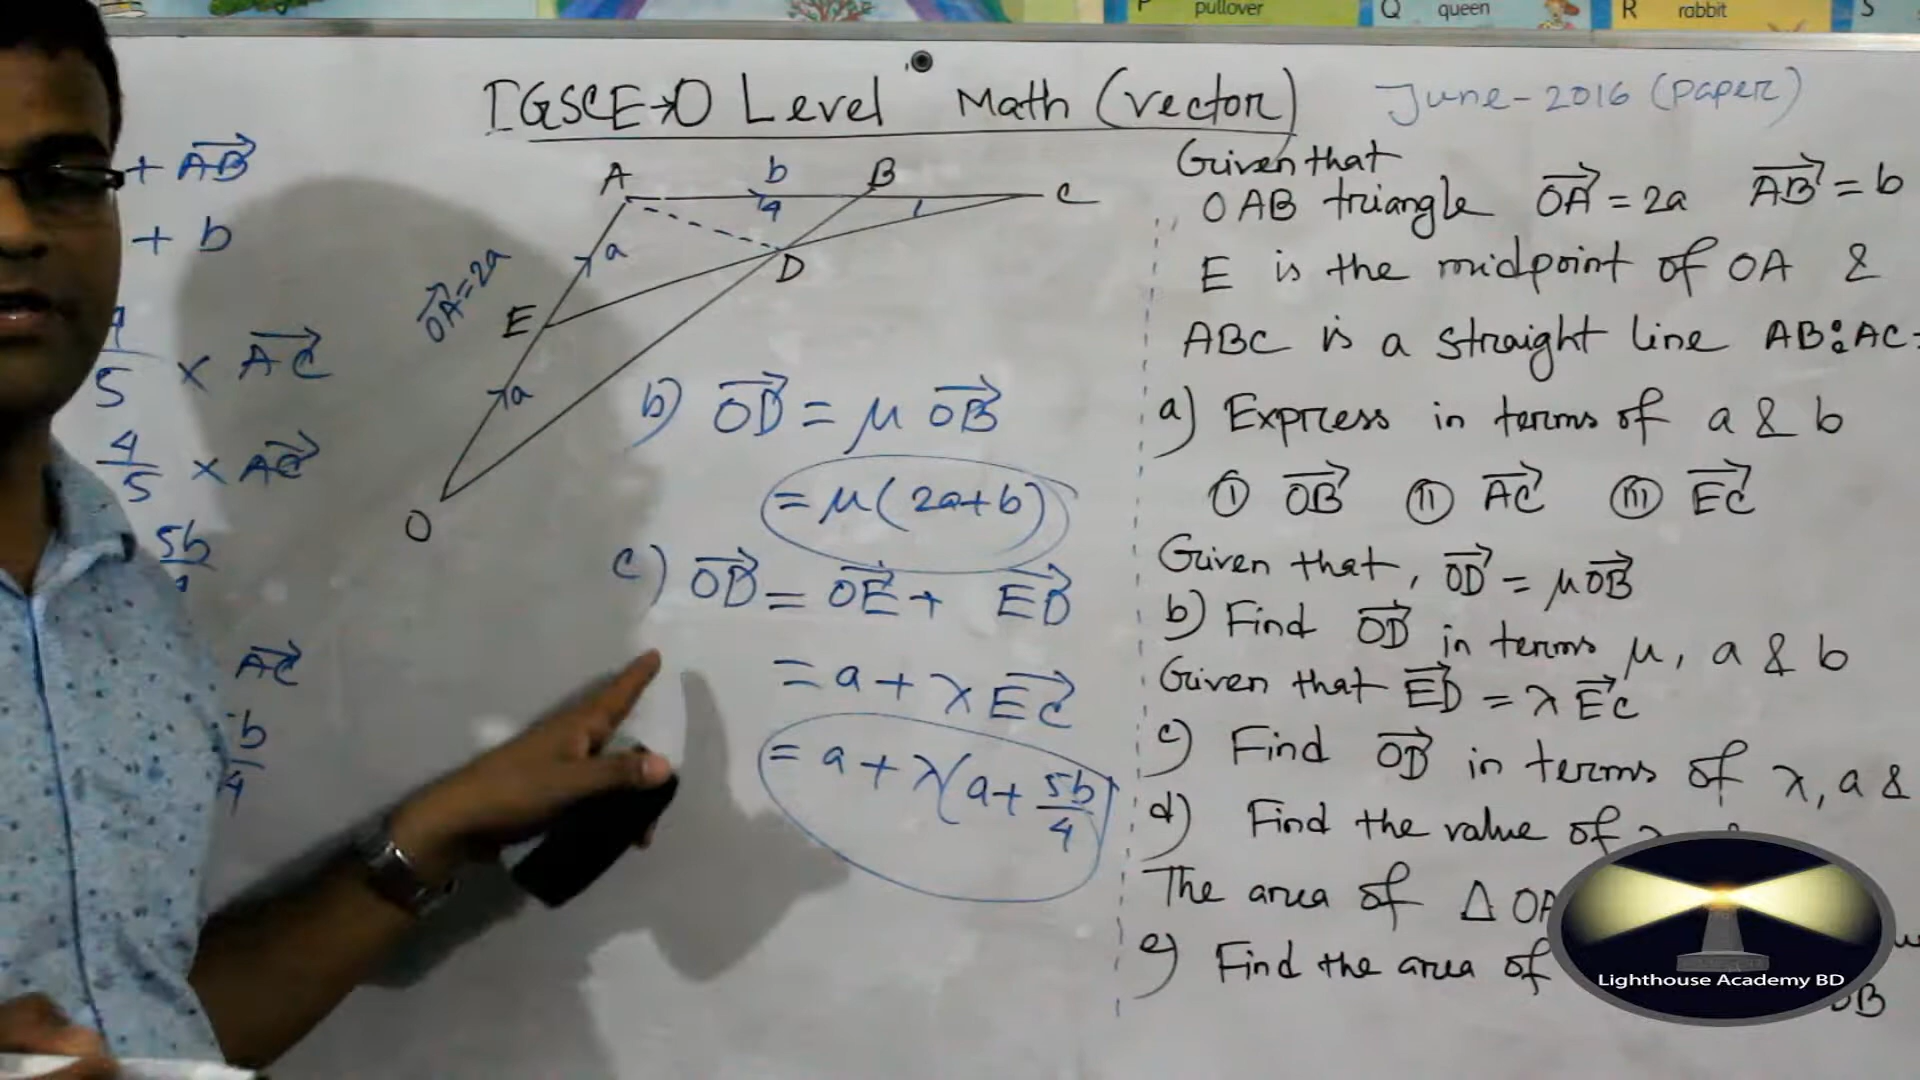 P pullover Q queen R rabbit S
IGSCE→O Level Math (vector)
June-2016 (paper)
+ AB
+ b
5 × AC
4/5 × AC
5b
AC
b
4
A b B C
4 1
a
D
OA = 2a
E
a
O
b) OD = μ OB
= μ(2a+b)
c) OD = OE + ED
= a + λ EC
= a + λ(a + 5b/4)
Given that
OAB triangle OA = 2a AB = b
E is the midpoint of OA &
ABC is a straight line AB:AC=
a) Express in terms of a & b
i OB ii AC iii EC
Given that, OD = μOB
b) Find OD in terms μ, a & b
Given that ED = λ EC
c) Find OD in terms of λ, a &
d) Find the value of
The area of Δ OA
e) Find the area of
Lighthouse Academy BD